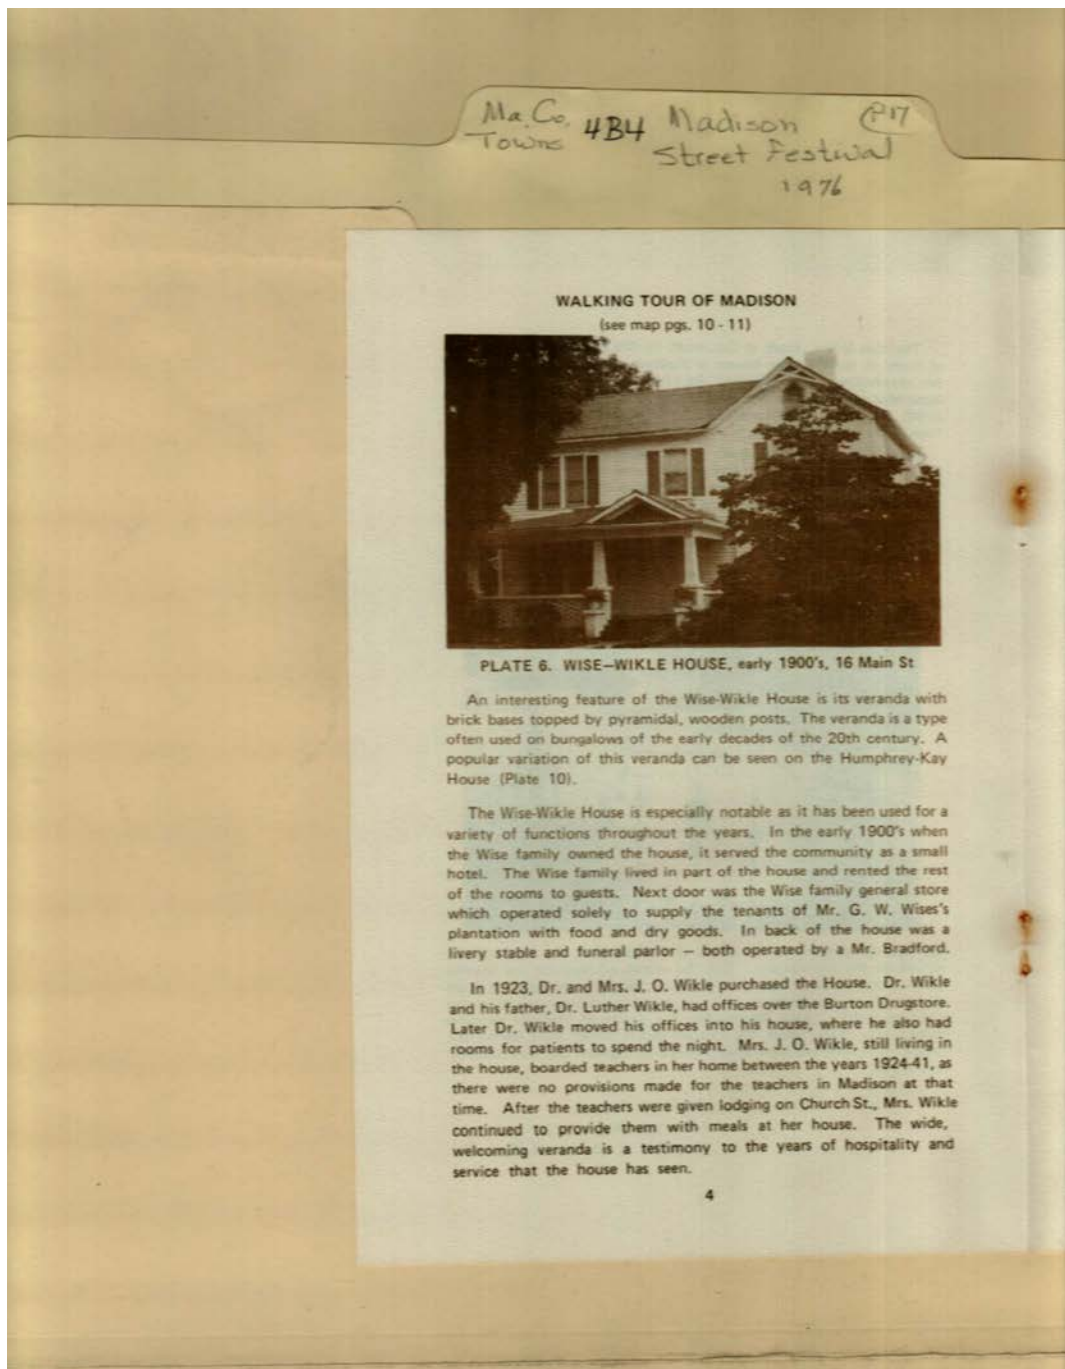 Ma. Co. 4B4 Madison P17
Towns Street Festival
1976
WALKING TOUR OF MADISON
(see map pgs. 10 - 11)
PLATE 6. WISE—WIKLE HOUSE, early 1900's, 16 Main St
An interesting feature of the Wise-Wikle House is its veranda with
brick bases topped by pyramidal, wooden posts. The veranda is a type
often used on bungalows of the early decades of the 20th century. A
popular variation of this veranda can be seen on the Humphrey-Kay
House (Plate 10).
The Wise-Wikle House is especially notable as it has been used for a
variety of functions throughout the years. In the early 1900's when
the Wise family owned the house, it served the community as a small
hotel. The Wise family lived in part of the house and rented the rest
of the rooms to guests. Next door was the Wise family general store
which operated solely to supply the tenants of Mr. G. W. Wises's
plantation with food and dry goods. In back of the house was a
livery stable and funeral parlor — both operated by a Mr. Bradford.
In 1923, Dr. and Mrs. J. O. Wikle purchased the House. Dr. Wikle
and his father, Dr. Luther Wikle, had offices over the Burton Drugstore.
Later Dr. Wikle moved his offices into his house, where he also had
rooms for patients to spend the night. Mrs. J. O. Wikle, still living in
the house, boarded teachers in her home between the years 1924-41, as
there were no provisions made for the teachers in Madison at that
time. After the teachers were given lodging on Church St., Mrs. Wikle
continued to provide them with meals at her house. The wide,
welcoming veranda is a testimony to the years of hospitality and
service that the house has seen.
4